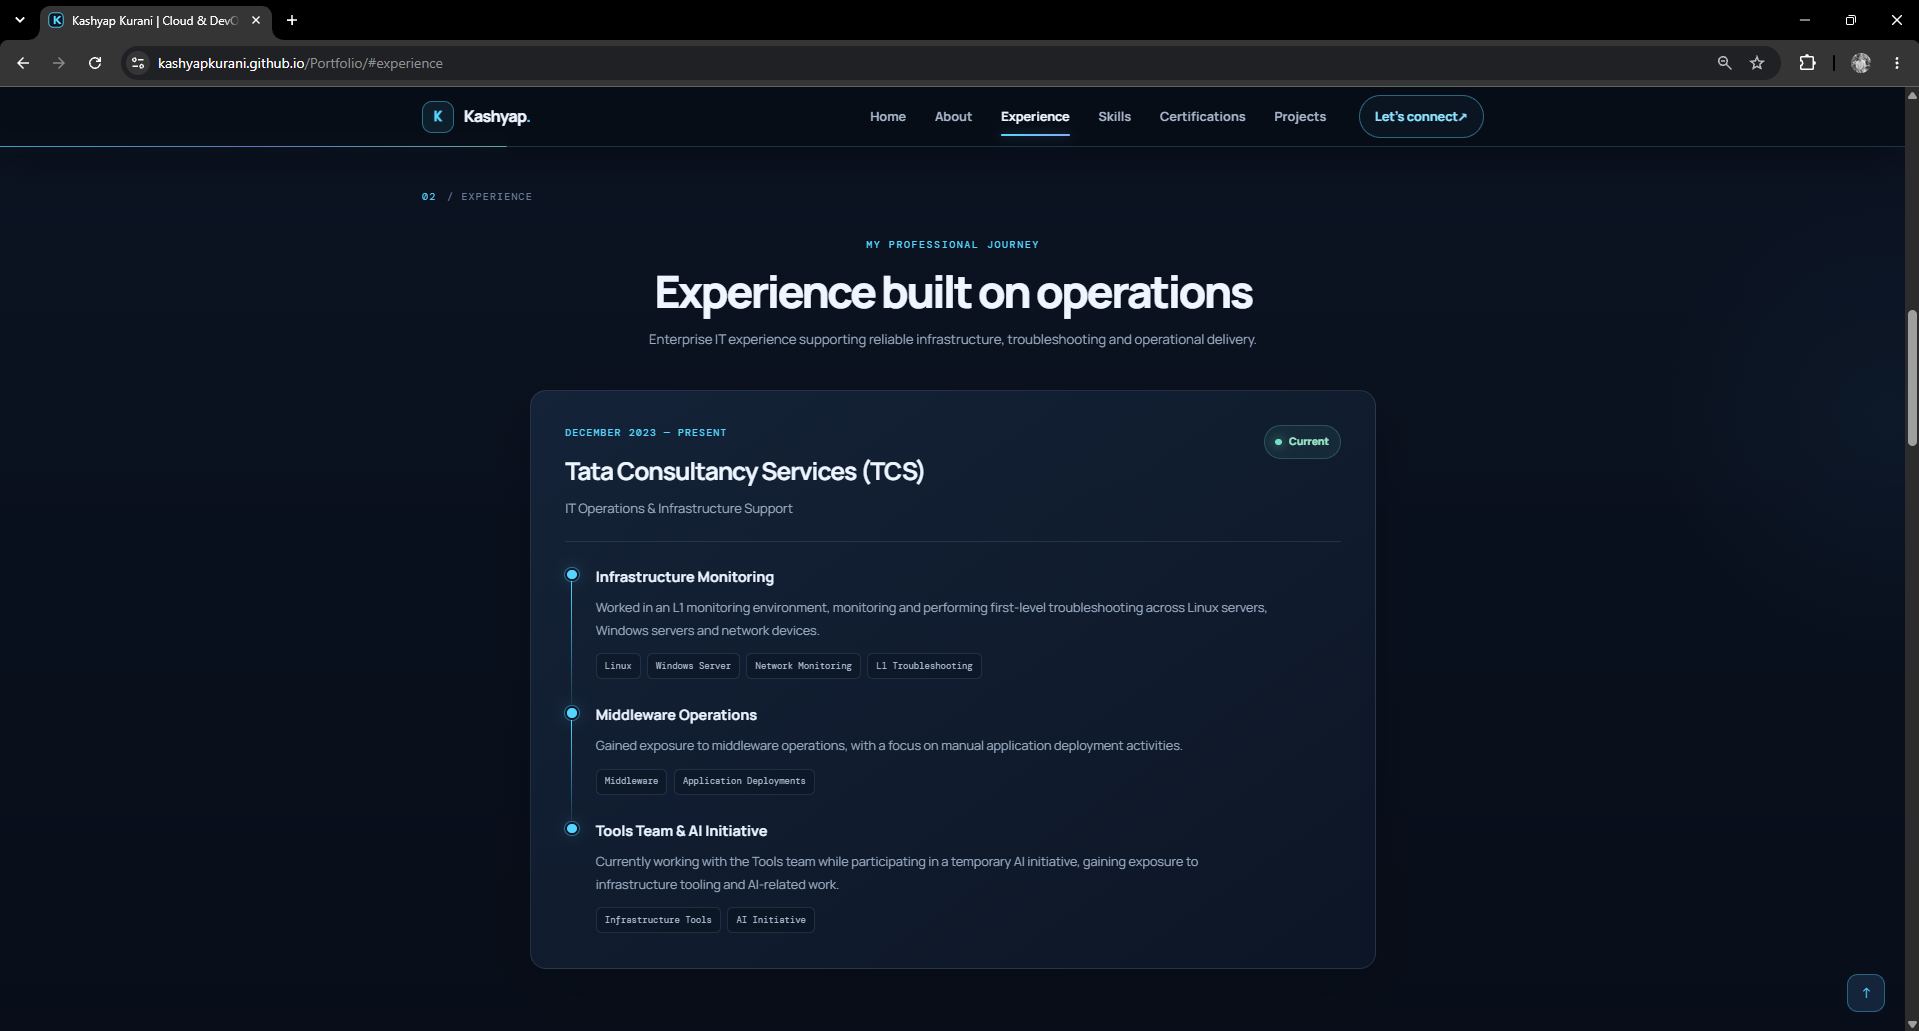 Kashyap Kurani | Cloud & DevO
kashyapkurani.github.io/Portfolio/#experience
K
Kashyap.
Home
About
Experience
Skills
Certifications
Projects
Let's connect↗
02 / EXPERIENCE
MY PROFESSIONAL JOURNEY
Experience built on operations
Enterprise IT experience supporting reliable infrastructure, troubleshooting and operational delivery.
DECEMBER 2023 — PRESENT
Current
Tata Consultancy Services (TCS)
IT Operations & Infrastructure Support
Infrastructure Monitoring
Worked in an L1 monitoring environment, monitoring and performing first-level troubleshooting across Linux servers,
Windows servers and network devices.
Linux
Windows Server
Network Monitoring
L1 Troubleshooting
Middleware Operations
Gained exposure to middleware operations, with a focus on manual application deployment activities.
Middleware
Application Deployments
Tools Team & AI Initiative
Currently working with the Tools team while participating in a temporary AI initiative, gaining exposure to
infrastructure tooling and AI-related work.
Infrastructure Tools
AI Initiative
↑